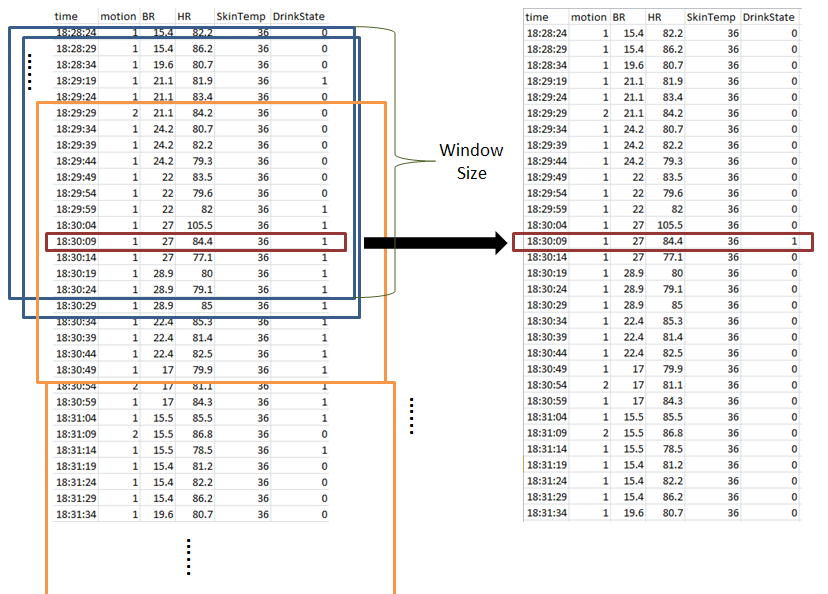 time motion BR HR SkinTemp DrinkState
18:28:24 1 15.4 82.2 36 0
18:28:29 1 15.4 86.2 36 0
18:28:34 1 19.6 80.7 36 0
18:29:19 1 21.1 81.9 36 1
18:29:24 1 21.1 83.4 36 0
18:29:29 2 21.1 84.2 36 0
18:29:34 1 24.2 80.7 36 0
18:29:39 1 24.2 82.2 36 0
18:29:44 1 24.2 79.3 36 0
18:29:49 1 22 83.5 36 0
18:29:54 1 22 79.6 36 0
18:29:59 1 22 82 36 1
18:30:04 1 27 105.5 36 1
18:30:09 1 27 84.4 36 1
18:30:14 1 27 77.1 36 1
18:30:19 1 28.9 80 36 1
18:30:24 1 28.9 79.1 36 1
18:30:29 1 28.9 85 36 1
18:30:34 1 22.4 85.3 36 1
18:30:39 1 22.4 81.4 36 1
18:30:44 1 22.4 82.5 36 1
18:30:49 1 17 79.9 36 1
18:30:54 2 17 81.1 36 1
18:30:59 1 17 84.3 36 1
18:31:04 1 15.5 85.5 36 1
18:31:09 2 15.5 86.8 36 0
18:31:14 1 15.5 78.5 36 1
18:31:19 1 15.4 81.2 36 0
18:31:24 1 15.4 82.2 36 0
18:31:29 1 15.4 86.2 36 0
18:31:34 1 19.6 80.7 36 0
Window
Size
time motion BR HR SkinTemp DrinkState
18:28:24 1 15.4 82.2 36 0
18:28:29 1 15.4 86.2 36 0
18:28:34 1 19.6 80.7 36 0
18:29:19 1 21.1 81.9 36 0
18:29:24 1 21.1 83.4 36 0
18:29:29 2 21.1 84.2 36 0
18:29:34 1 24.2 80.7 36 0
18:29:39 1 24.2 82.2 36 0
18:29:44 1 24.2 79.3 36 0
18:29:49 1 22 83.5 36 0
18:29:54 1 22 79.6 36 0
18:29:59 1 22 82 36 0
18:30:04 1 27 105.5 36 0
18:30:09 1 27 84.4 36 1
18:30:14 1 27 77.1 36 0
18:30:19 1 28.9 80 36 0
18:30:24 1 28.9 79.1 36 0
18:30:29 1 28.9 85 36 0
18:30:34 1 22.4 85.3 36 0
18:30:39 1 22.4 81.4 36 0
18:30:44 1 22.4 82.5 36 0
18:30:49 1 17 79.9 36 0
18:30:54 2 17 81.1 36 0
18:30:59 1 17 84.3 36 0
18:31:04 1 15.5 85.5 36 0
18:31:09 2 15.5 86.8 36 0
18:31:14 1 15.5 78.5 36 0
18:31:19 1 15.4 81.2 36 0
18:31:24 1 15.4 82.2 36 0
18:31:29 1 15.4 86.2 36 0
18:31:34 1 19.6 80.7 36 0